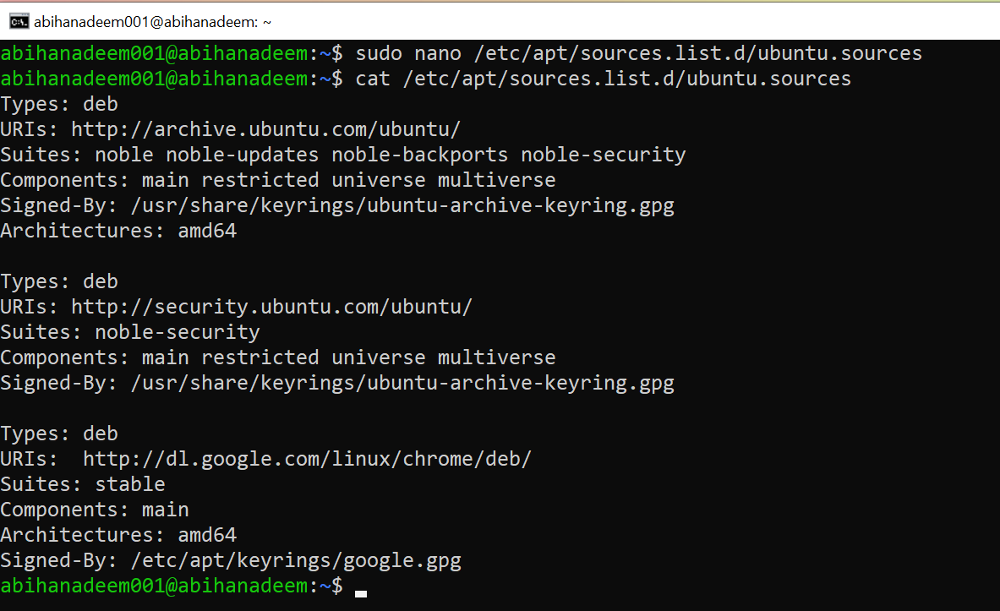 abihanadeem001@abihanadeem: ~
abihanadeem001@abihanadeem:~$ sudo nano /etc/apt/sources.list.d/ubuntu.sources
abihanadeem001@abihanadeem:~$ cat /etc/apt/sources.list.d/ubuntu.sources
Types: deb
URIs: http://archive.ubuntu.com/ubuntu/
Suites: noble noble-updates noble-backports noble-security
Components: main restricted universe multiverse
Signed-By: /usr/share/keyrings/ubuntu-archive-keyring.gpg
Architectures: amd64

Types: deb
URIs: http://security.ubuntu.com/ubuntu/
Suites: noble-security
Components: main restricted universe multiverse
Signed-By: /usr/share/keyrings/ubuntu-archive-keyring.gpg

Types: deb
URIs:  http://dl.google.com/linux/chrome/deb/
Suites: stable
Components: main
Architectures: amd64
Signed-By: /etc/apt/keyrings/google.gpg
abihanadeem001@abihanadeem:~$